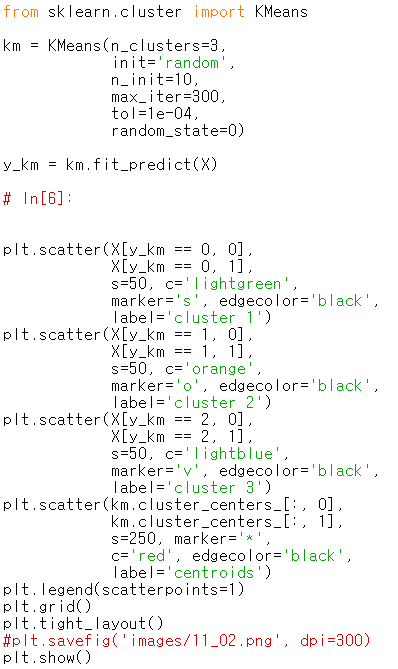 from sklearn.cluster import KMeans
km = KMeans(n_clusters=3,
            init='random',
            n_init=10,
            max_iter=300,
            tol=1e-04,
            random_state=0)
y_km = km.fit_predict(X)
# In[6]:
plt.scatter(X[y_km == 0, 0],
            X[y_km == 0, 1],
            s=50, c='lightgreen',
            marker='s', edgecolor='black',
            label='cluster 1')
plt.scatter(X[y_km == 1, 0],
            X[y_km == 1, 1],
            s=50, c='orange',
            marker='o', edgecolor='black',
            label='cluster 2')
plt.scatter(X[y_km == 2, 0],
            X[y_km == 2, 1],
            s=50, c='lightblue',
            marker='v', edgecolor='black',
            label='cluster 3')
plt.scatter(km.cluster_centers_[:, 0],
            km.cluster_centers_[:, 1],
            s=250, marker='*',
            c='red', edgecolor='black',
            label='centroids')
plt.legend(scatterpoints=1)
plt.grid()
plt.tight_layout()
#plt.savefig('images/11_02.png', dpi=300)
plt.show()